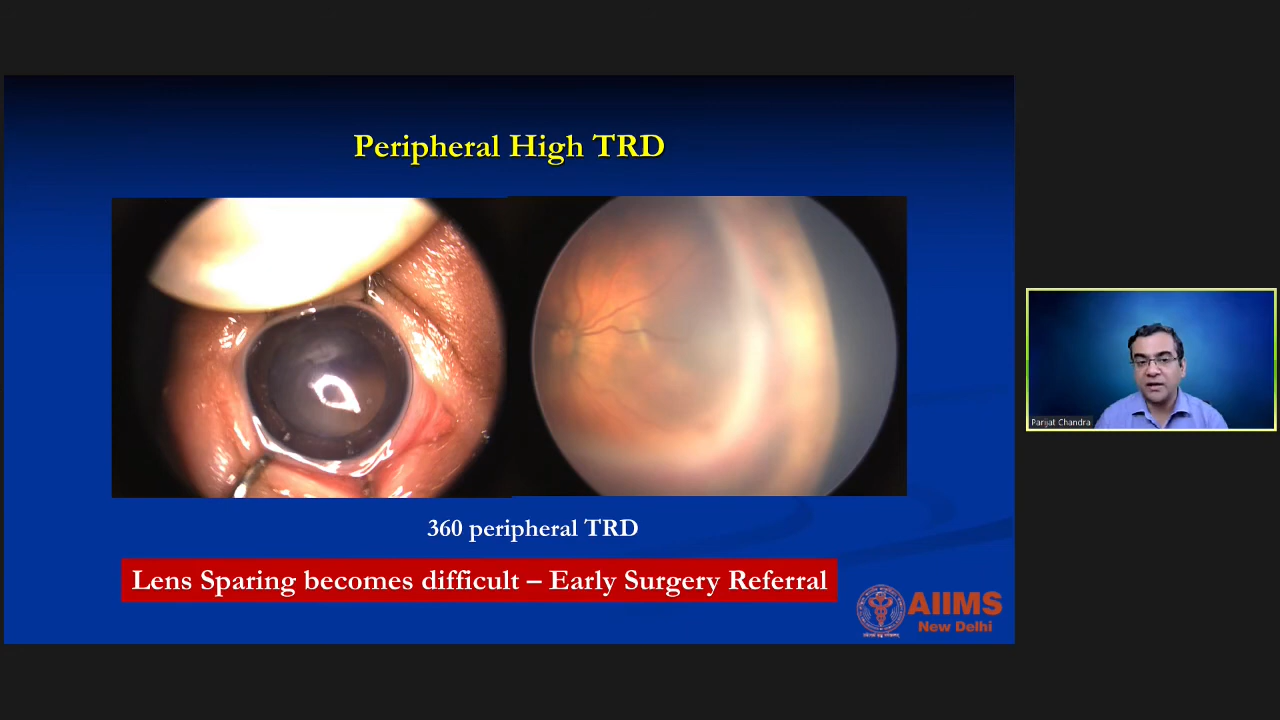 Peripheral High TRD
360 peripheral TRD
Lens Sparing becomes difficult – Early Surgery Referral
AIIMS
New Delhi
Parijat Chandra